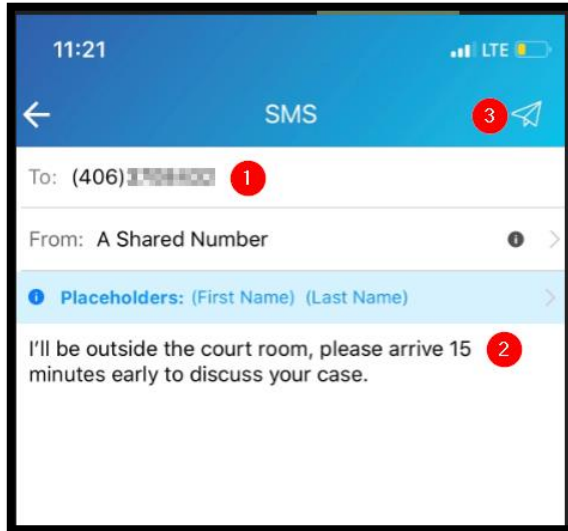 11:21 LTE
SMS 3
To: (406) 1
From: A Shared Number
Placeholders: (First Name) (Last Name)
I'll be outside the court room, please arrive 15 2
minutes early to discuss your case.